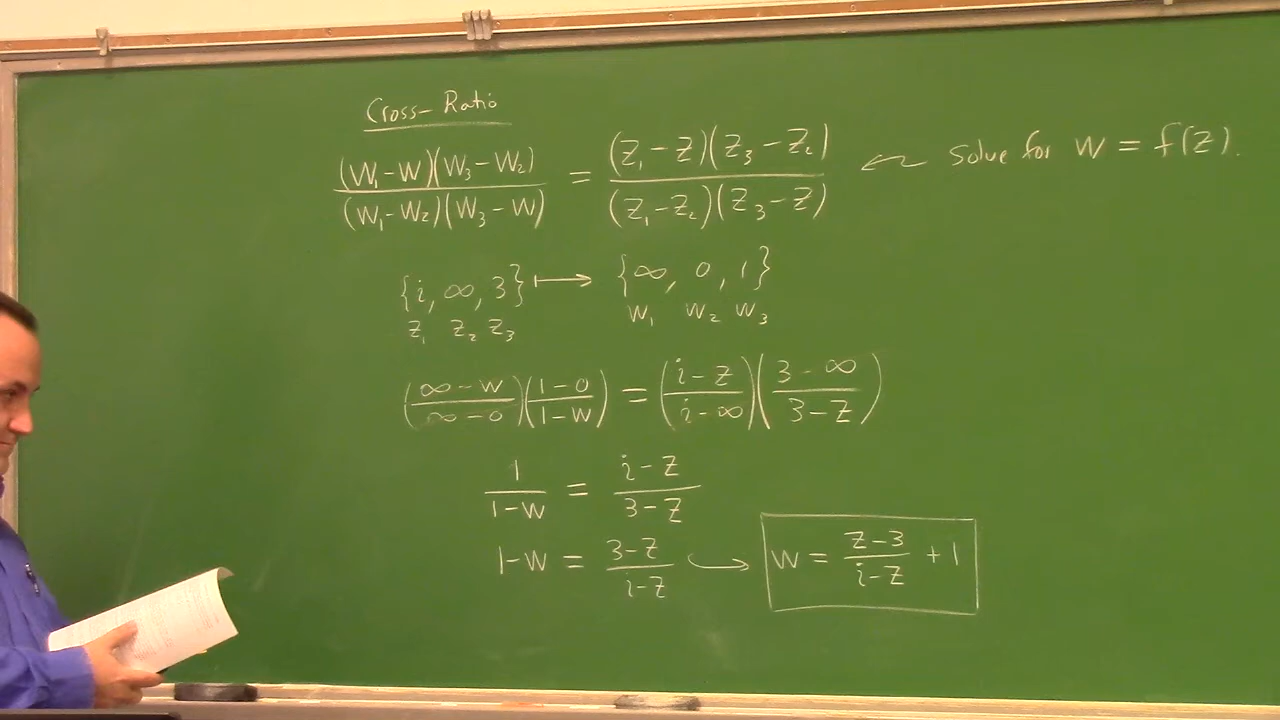 Cross-Ratio
(W₁-W)(W₃-W₂)/(W₁-W₂)(W₃-W) = (Z₁-Z)(Z₃-Z₂)/(Z₁-Z₂)(Z₃-Z) ↜ Solve for W = f(Z).
{i, ∞, 3} ↦ {∞, 0, 1}
Z₁ Z₂ Z₃ W₁ W₂ W₃
(∞-W/∞-0)(1-0/1-W) = (i-Z/i-∞)(3-∞/3-Z)
1/1-W = i-Z/3-Z
1-W = 3-Z/i-Z → W = Z-3/i-Z + 1